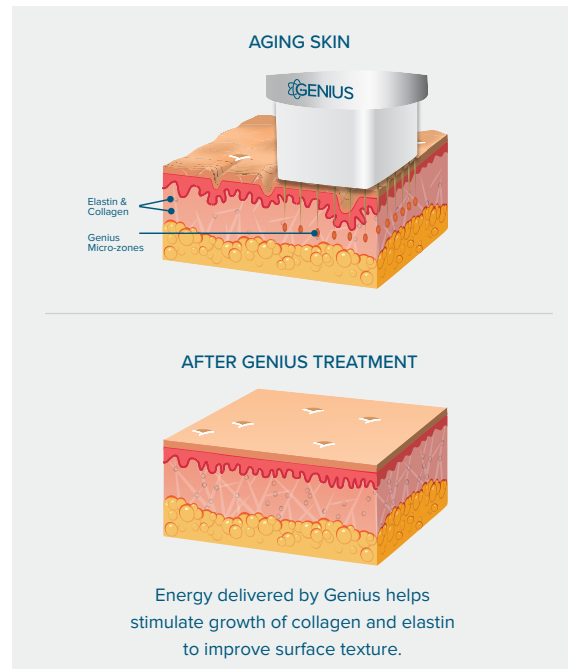 AGING SKIN
GENIUS
Elastin &
Collagen
Genius
Micro-zones
AFTER GENIUS TREATMENT
Energy delivered by Genius helps
stimulate growth of collagen and elastin
to improve surface texture.